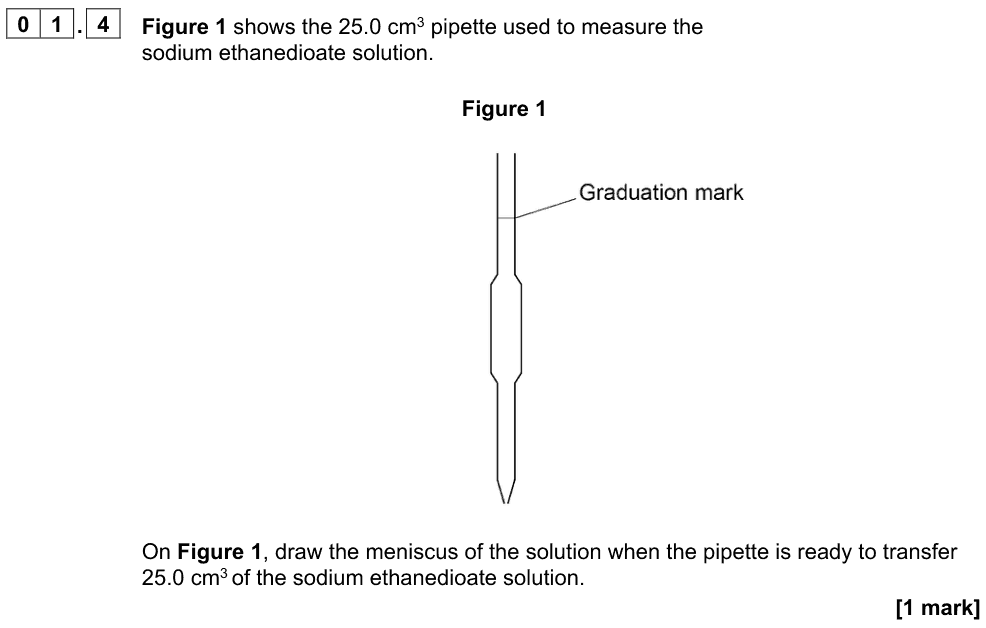 0 1 . 4 Figure 1 shows the 25.0 cm³ pipette used to measure the
sodium ethanedioate solution.
Figure 1
Graduation mark
On Figure 1, draw the meniscus of the solution when the pipette is ready to transfer
25.0 cm³ of the sodium ethanedioate solution.
[1 mark]